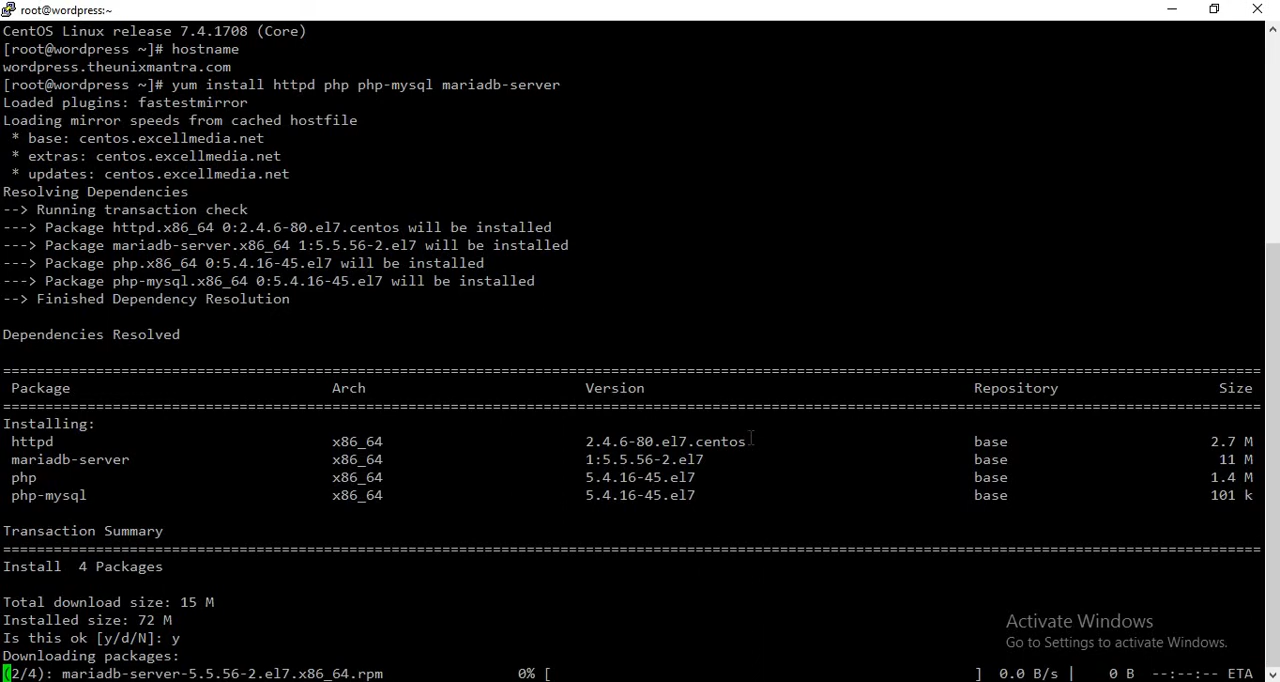 root@wordpress:~
CentOS Linux release 7.4.1708 (Core)
[root@wordpress ~]# hostname
wordpress.theunixmantra.com
[root@wordpress ~]# yum install httpd php php-mysql mariadb-server
Loaded plugins: fastestmirror
Loading mirror speeds from cached hostfile
 * base: centos.excellmedia.net
 * extras: centos.excellmedia.net
 * updates: centos.excellmedia.net
Resolving Dependencies
--> Running transaction check
---> Package httpd.x86_64 0:2.4.6-80.el7.centos will be installed
---> Package mariadb-server.x86_64 1:5.5.56-2.el7 will be installed
---> Package php.x86_64 0:5.4.16-45.el7 will be installed
---> Package php-mysql.x86_64 0:5.4.16-45.el7 will be installed
--> Finished Dependency Resolution
Dependencies Resolved
Package Arch Version Repository Size
Installing:
httpd x86_64 2.4.6-80.el7.centos base 2.7 M
mariadb-server x86_64 1:5.5.56-2.el7 base 11 M
php x86_64 5.4.16-45.el7 base 1.4 M
php-mysql x86_64 5.4.16-45.el7 base 101 k
Transaction Summary
Install 4 Packages
Total download size: 15 M
Installed size: 72 M
Is this ok [y/d/N]: y
Downloading packages:
(2/4): mariadb-server-5.5.56-2.el7.x86_64.rpm 0% [ ] 0.0 B/s | 0 B --:--:-- ETA
Activate Windows
Go to Settings to activate Windows.